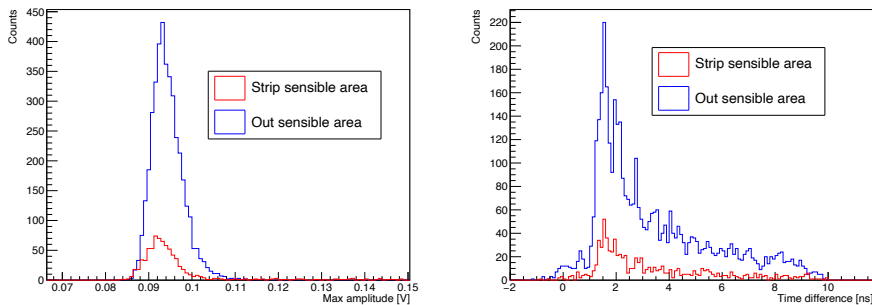 Counts
450
400
350
300
250
200
150
100
50
0
Strip sensible area
Out sensible area
0.07 0.08 0.09 0.1 0.11 0.12 0.13 0.14 0.15
Max amplitude [V]
Counts
220
200
180
160
140
120
100
80
60
40
20
0
Strip sensible area
Out sensible area
−2 0 2 4 6 8 10
Time difference [ns]